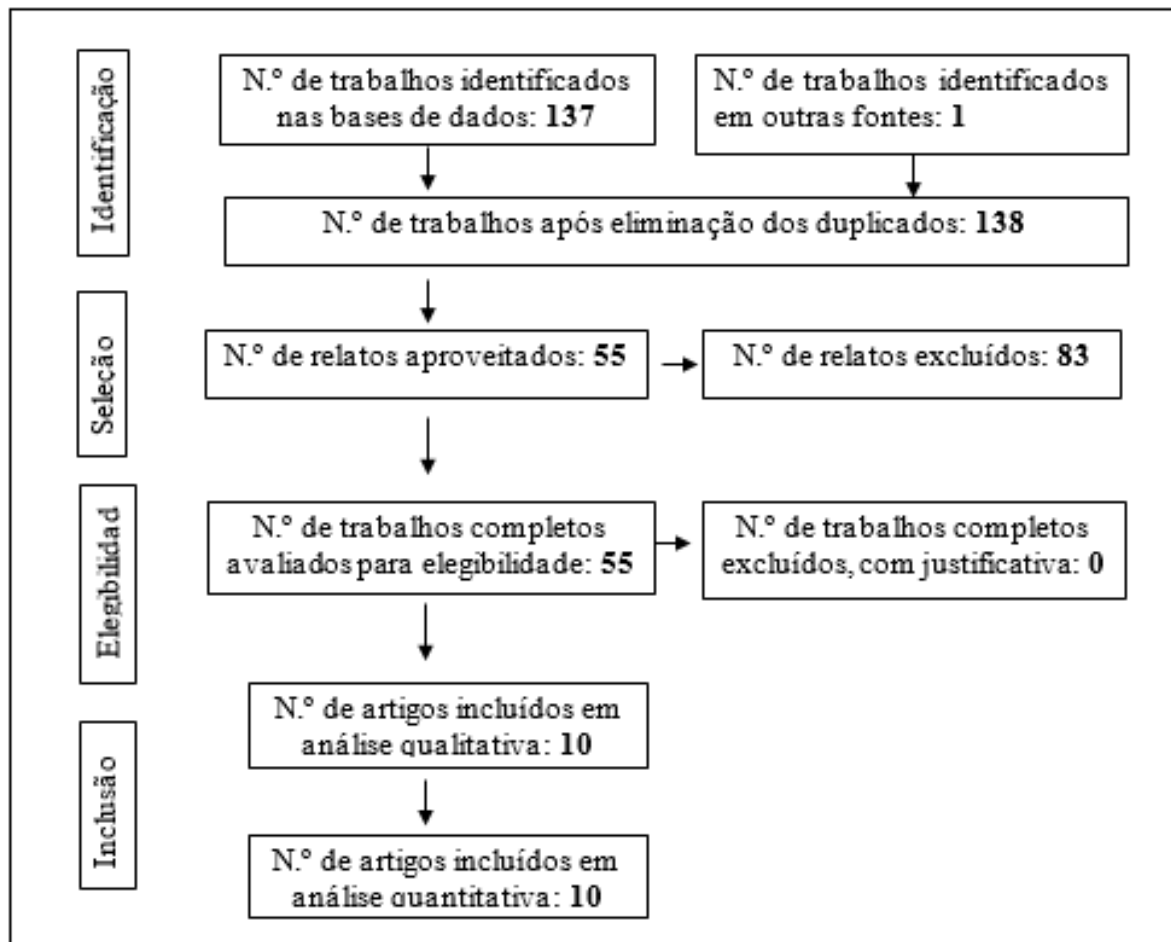 Identificação
N.º de trabalhos identificados
nas bases de dados: 137
N.º de trabalhos identificados
em outras fontes: 1
N.º de trabalhos após eliminação dos duplicados: 138
Seleção
N.º de relatos aproveitados: 55
N.º de relatos excluídos: 83
Elegibilidad
N.º de trabalhos completos
avaliados para elegibilidade: 55
N.º de trabalhos completos
excluídos, com justificativa: 0
Inclusão
N.º de artigos incluídos em
análise qualitativa: 10
N.º de artigos incluídos em
análise quantitativa: 10